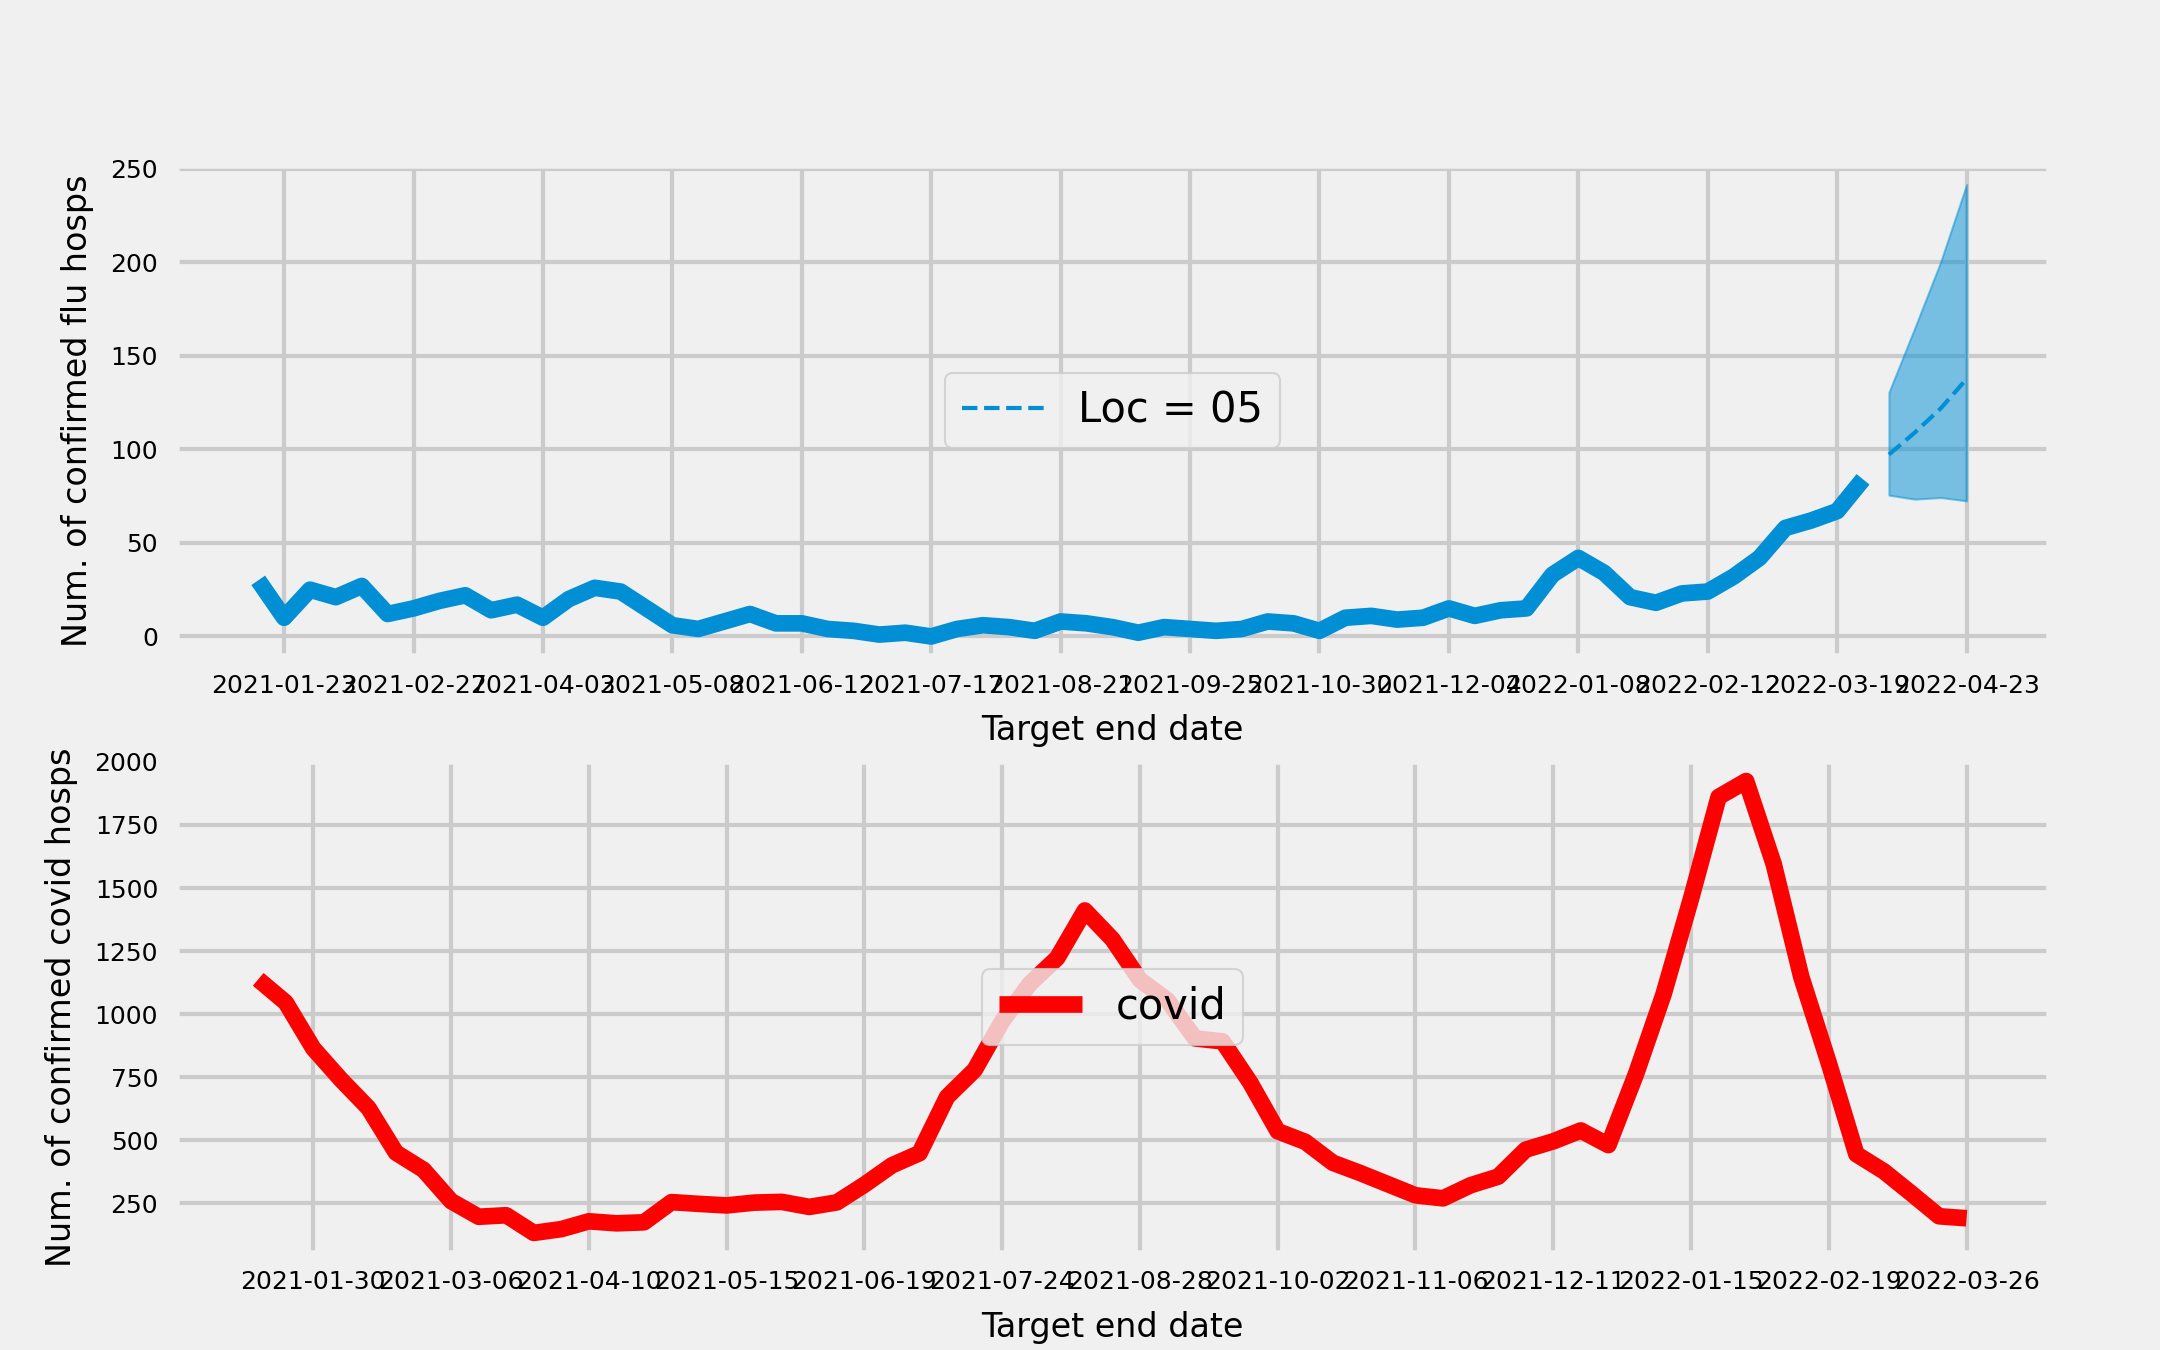 Num. of confirmed flu hosps
250
200
150
100
50
0
Loc = 05
2021-01-23 2021-02-27 2021-04-03 2021-05-08 2021-06-12 2021-07-17 2021-08-21 2021-09-25 2021-10-30 2021-12-04 2022-01-08 2022-02-12 2022-03-19 2022-04-23
Target end date
Num. of confirmed covid hosps
2000
1750
1500
1250
1000
750
500
250
covid
2021-01-30 2021-03-06 2021-04-10 2021-05-15 2021-06-19 2021-07-24 2021-08-28 2021-10-02 2021-11-06 2021-12-11 2022-01-15 2022-02-19 2022-03-26
Target end date